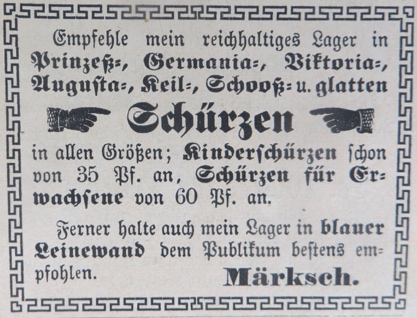 Empfehle mein reichhaltiges Lager in
Prinzeß-, Germania-, Viktoria-,
Augusta-, Keil-, Schooß- u. glatten
Schürzen
in allen Größen; Kinderschürzen schon
von 35 Pf. an, Schürzen für Er-
wachsene von 60 Pf. an.
Ferner halte auch mein Lager in blauer
Leinewand dem Publikum bestens em-
pfohlen.
Märksch.